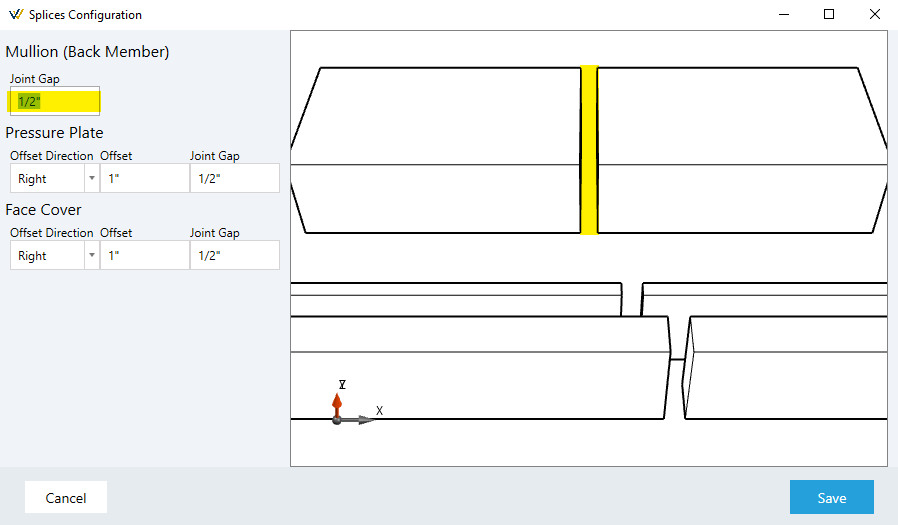 Splices Configuration
Mullion (Back Member)
Joint Gap
1/2"
Pressure Plate
Offset Direction Offset Joint Gap
Right 1" 1/2"
Face Cover
Offset Direction Offset Joint Gap
Right 1" 1/2"
Z
X
Cancel Save